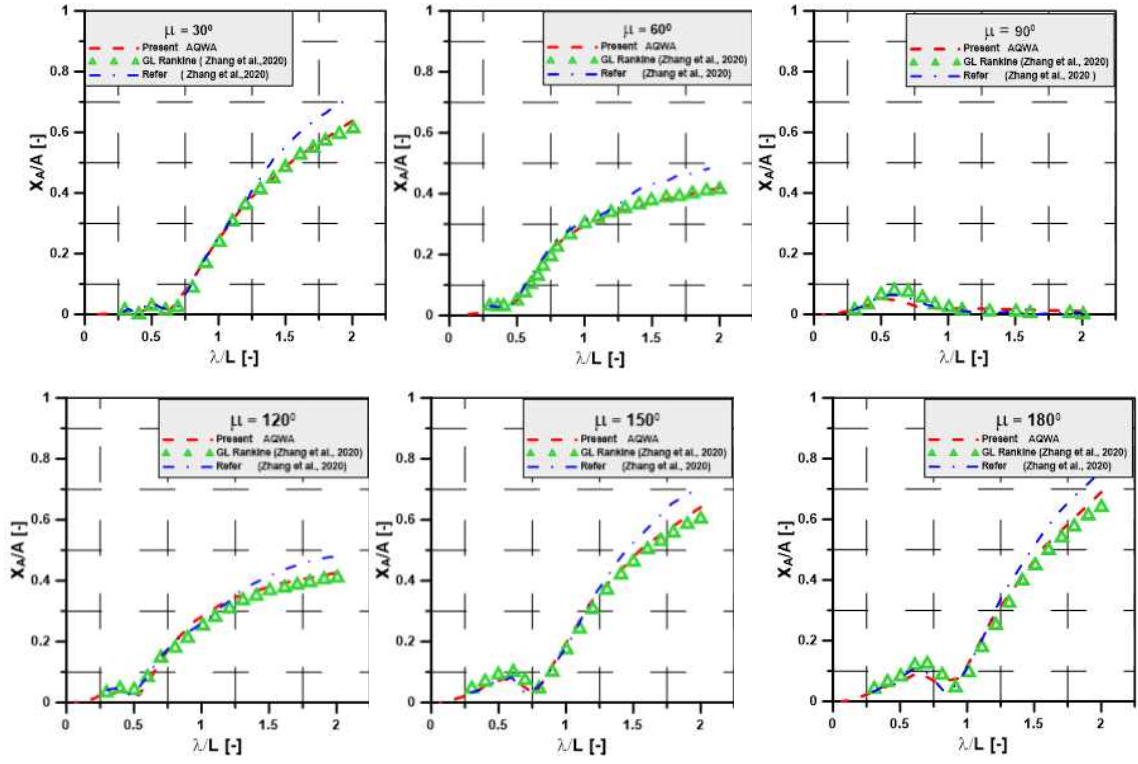 μ = 30⁰
Present AQWA
GL Rankine ( Zhang et al.,2020)
Refer ( Zhang et al.,2020)
1
0.8
0.6
0.4
0.2
0
X_A/A [-]
0 0.5 1 1.5 2
λ/L [-]
μ = 60⁰
Present AQWA
GL Rankine (Zhang et al., 2020)
Refer (Zhang et al., 2020)
1
0.8
0.6
0.4
0.2
0
X_A/A [-]
0 0.5 1 1.5 2
λ/L [-]
μ = 90⁰
Present AQWA
GL Rankine (Zhang et al., 2020)
Refer (Zhang et al., 2020 )
1
0.8
0.6
0.4
0.2
0
X_A/A [-]
0 0.5 1 1.5 2
λ/L [-]
μ = 120⁰
Present AQWA
GL Rankine (Zhang et al., 2020)
Refer (Zhang et al., 2020)
1
0.8
0.6
0.4
0.2
0
X_A/A [-]
0 0.5 1 1.5 2
λ/L [-]
μ = 150⁰
Present AQWA
GL Rankine (Zhang et al., 2020)
Refer (Zhang et al., 2020)
1
0.8
0.6
0.4
0.2
0
X_A/A [-]
0 0.5 1 1.5 2
λ/L [-]
μ = 180⁰
Present AQWA
GL Rankine (Zhang et al., 2020)
Refer (Zhang et al., 2020)
1
0.8
0.6
0.4
0.2
0
X_A/A [-]
0 0.5 1 1.5 2
λ/L [-]